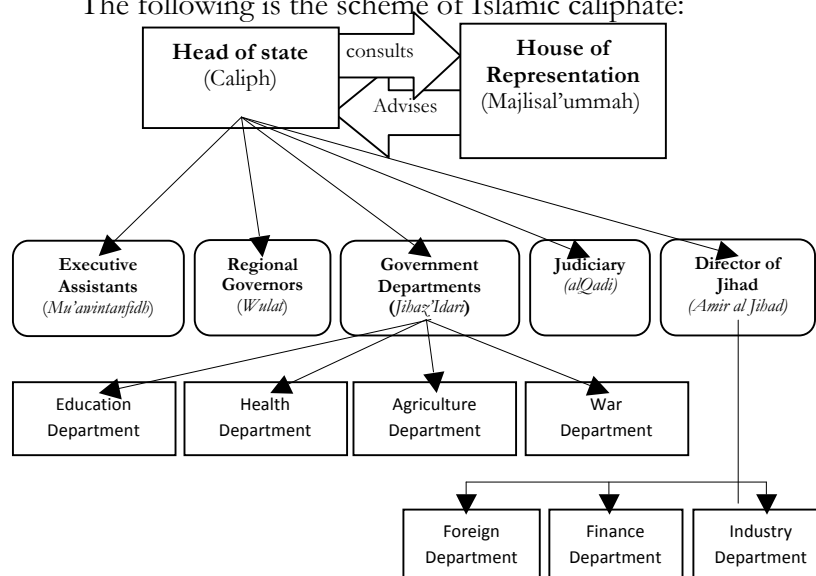 The following is the scheme of Islamic caliphate:
Head of state
(Caliph)
consults
Advises
House of
Representation
(Majlisal’ummah)
Executive
Assistants
(Mu’awintanfidh)
Regional
Governors
(Wulat)
Government
Departments
(Jihaz’Idari)
Judiciary
(alQadi)
Director of
Jihad
(Amir al Jihad)
Education
Department
Health
Department
Agriculture
Department
War
Department
Foreign
Department
Finance
Department
Industry
Department